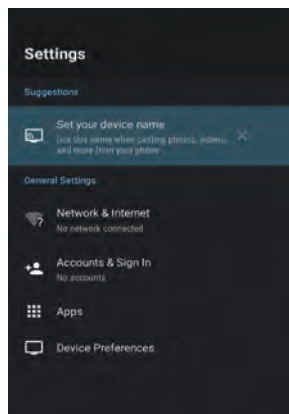 Settings
Suggestions
Set your device name
Use this name when casting photos, videos,
and more from your phone
General Settings
?
Network & Internet
No network connected
Accounts & Sign In
No accounts
Apps
Device Preferences